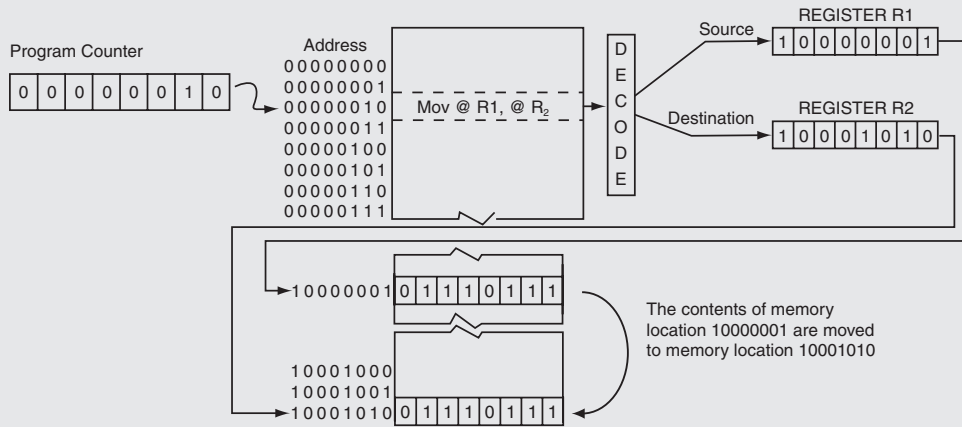 Program Counter
0 0 0 0 0 0 1 0
Address
00000000
00000001
00000010
00000011
00000100
00000101
00000110
00000111
Mov @ R1, @ R2
DECODE
Source
Destination
REGISTER R1
1 0 0 0 0 0 0 1
REGISTER R2
1 0 0 0 1 0 1 0
10000001 0 1 1 1 0 1 1 1
The contents of memory
location 10000001 are moved
to memory location 10001010
10001000
10001001
10001010 0 1 1 1 0 1 1 1